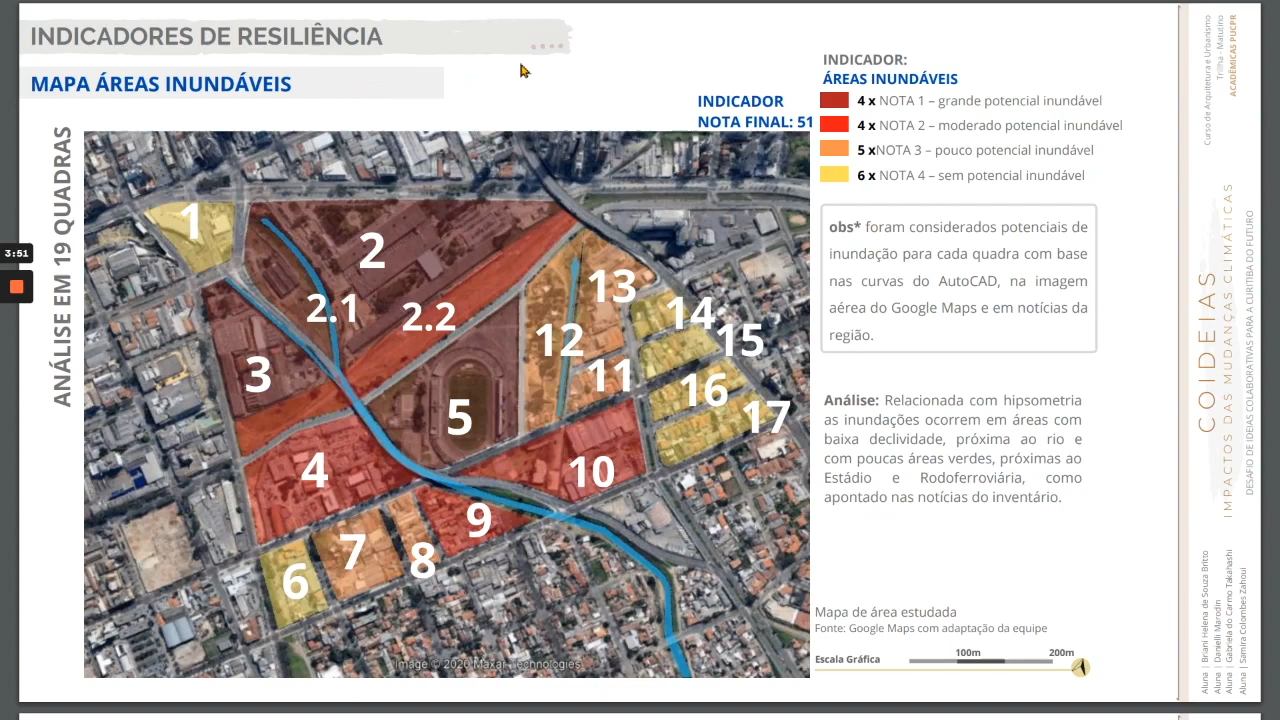 INDICADORES DE RESILIÊNCIA
MAPA ÁREAS INUNDÁVEIS
INDICADOR
NOTA FINAL: 51
INDICADOR:
ÁREAS INUNDÁVEIS
4 x NOTA 1 – grande potencial inundável
4 x NOTA 2 – moderado potencial inundável
5 xNOTA 3 – pouco potencial inundável
6 x NOTA 4 – sem potencial inundável
obs* foram considerados potenciais de
inundação para cada quadra com base
nas curvas do AutoCAD, na imagem
aérea do Google Maps e em notícias da
região.
Análise: Relacionada com hipsometria
as inundações ocorrem em áreas com
baixa declividade, próxima ao rio e
com poucas áreas verdes, próximas ao
Estádio e Rodoferroviária, como
apontado nas notícias do inventário.
Mapa de área estudada
Fonte: Google Maps com adaptação da equipe
Escala Gráfica
100m
200m
ANÁLISE EM 19 QUADRAS
3:51
1
2
2.1
2.2
3
4
5
6
7
8
9
10
11
12
13
14
15
16
17
Image © 2020 Maxar Technologies
Curso de Arquitetura e Urbanismo
Trilha - Matutino
ACADÊMICAS PUCPR
COIDEIAS
IMPACTOS DAS MUDANÇAS CLIMÁTICAS
DESAFIO DE IDEIAS COLABORATIVAS PARA A CURITIBA DO FUTURO
Aluna | Briani Helena de Souza Britto
Aluna | Danielli Marodin
Aluna | Gabriela do Carmo Takahashi
Aluna | Samira Colombes Zahoui